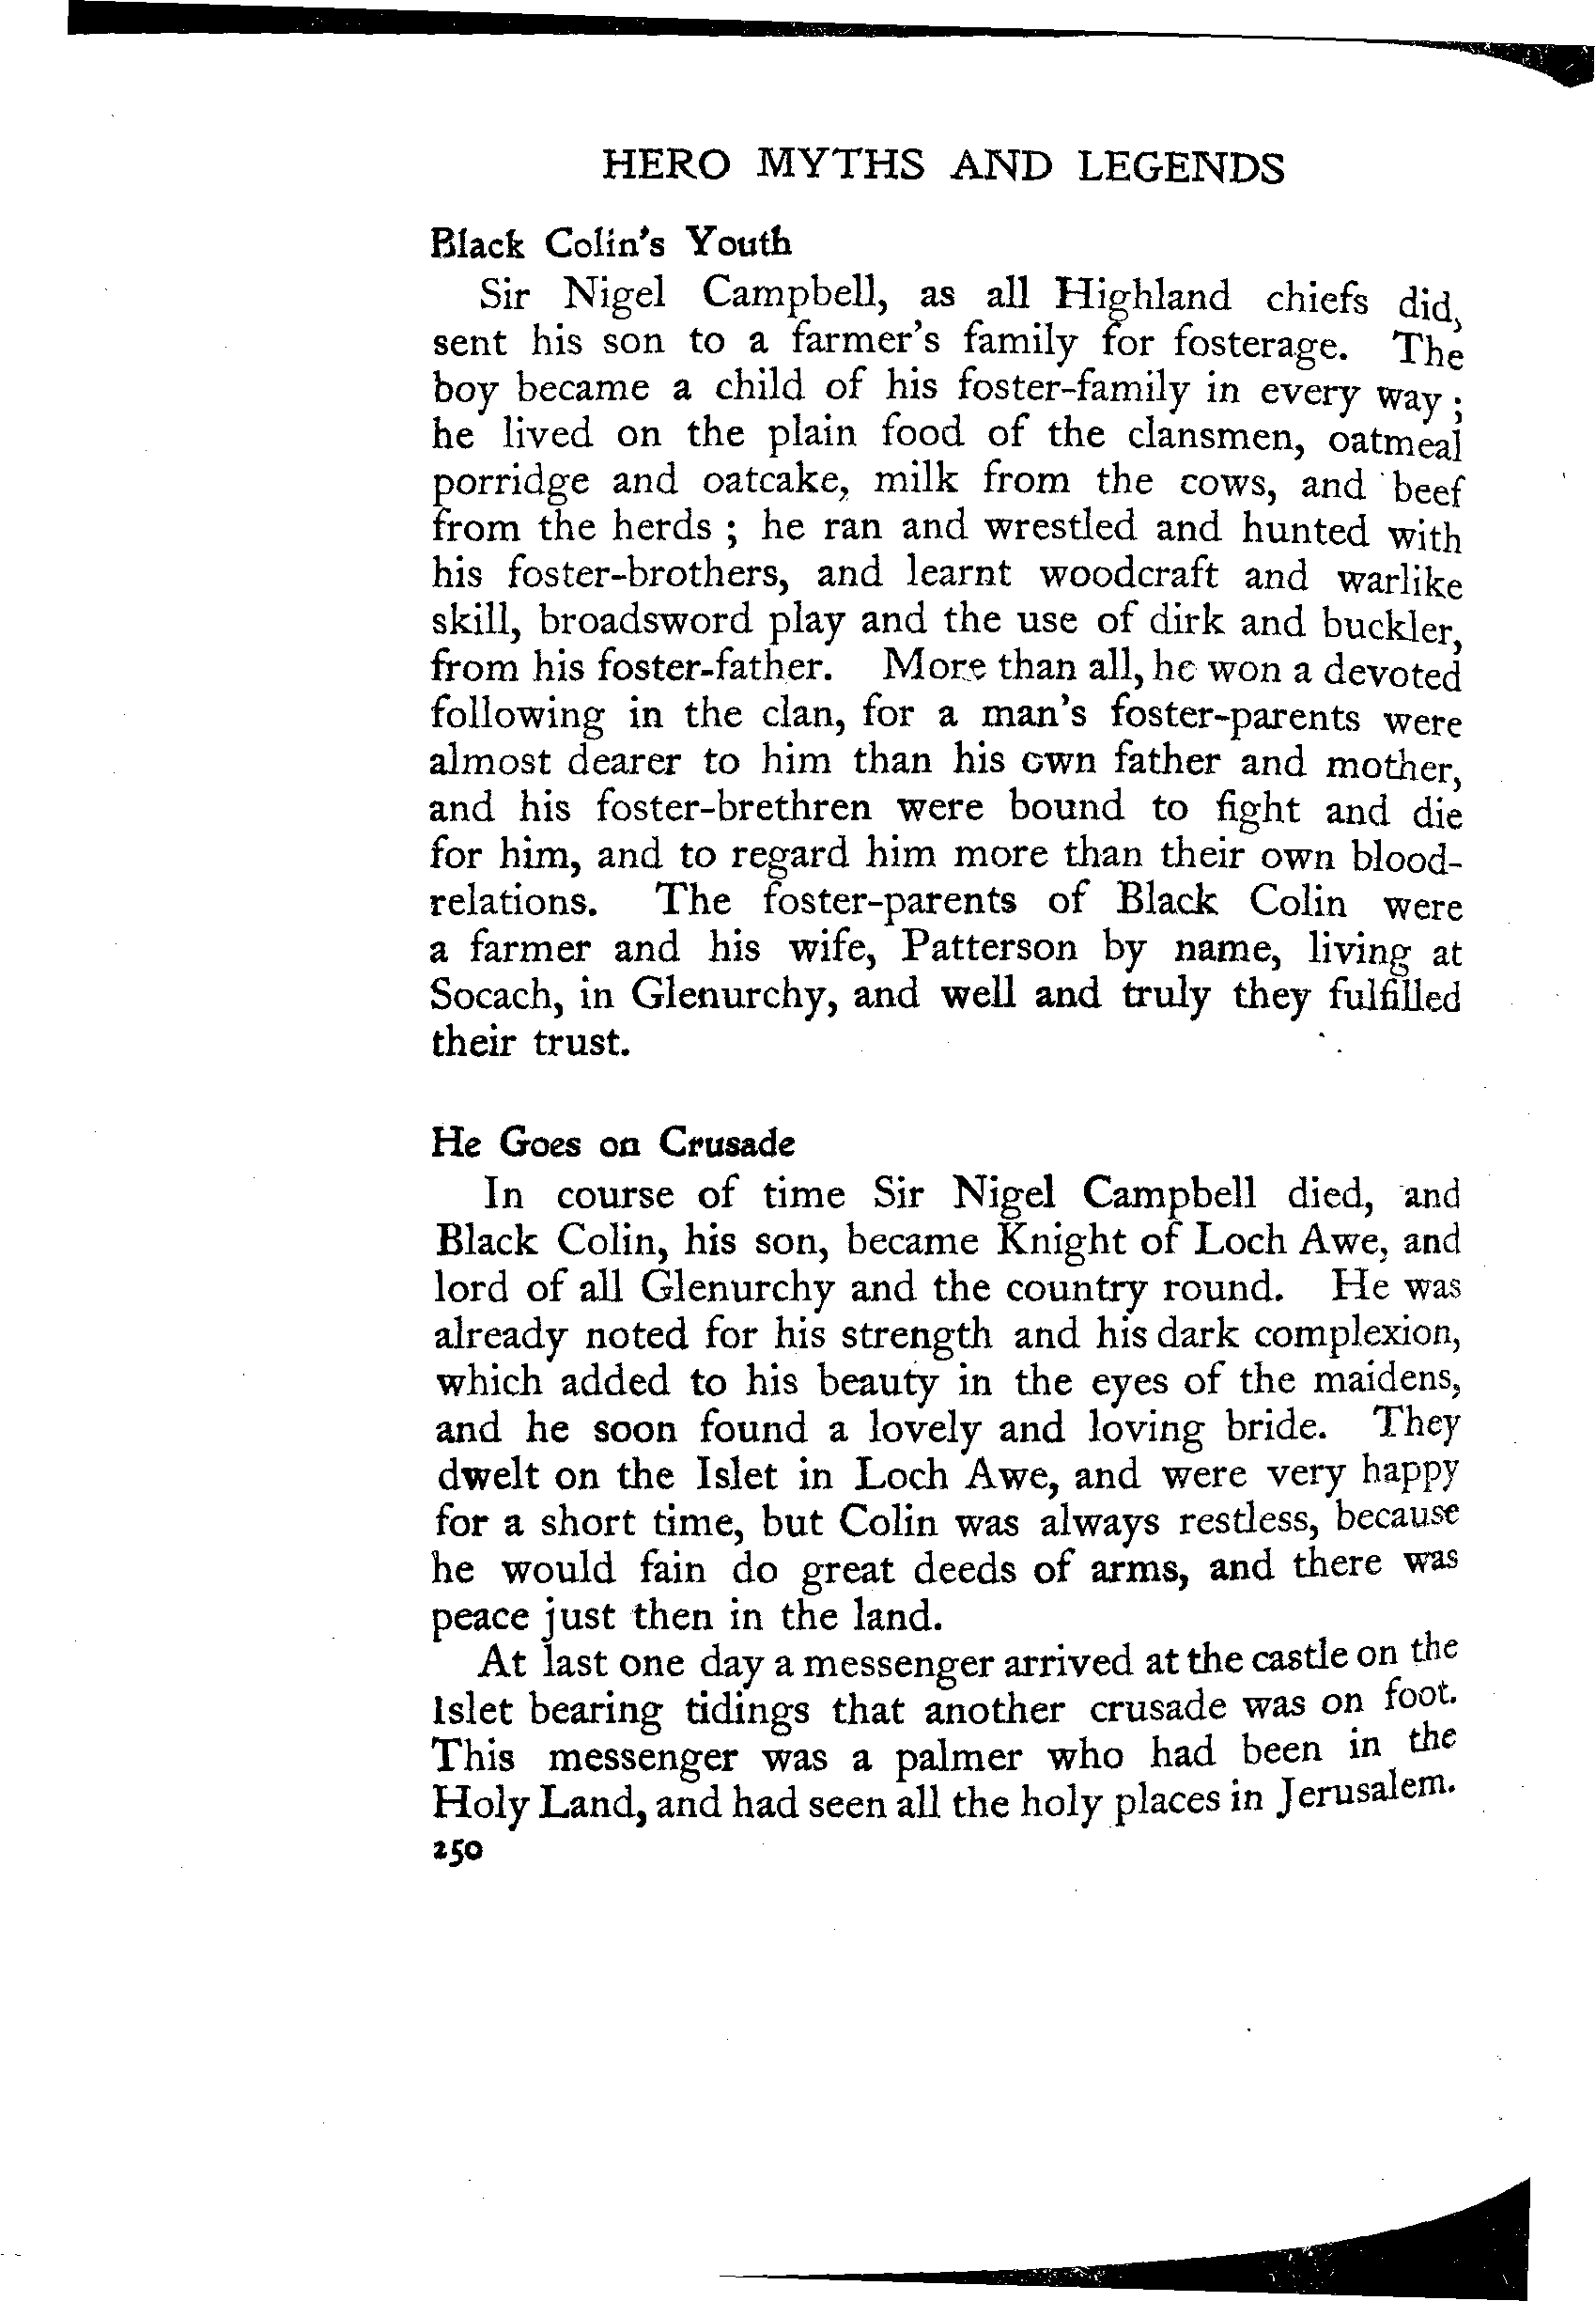 HERO MYTHS AND LEGENDS
Black Colin's Youth
Sir Nigel Campbell, as all Highland chiefs did,
sent his son to a farmer's family for fosterage. The
boy became a child of his foster-family in every way ;
he lived on the plain food of the clansmen, oatmeal
porridge and oatcake, milk from the cows, and beef
from the herds ; he ran and wrestled and hunted with
his foster-brothers, and learnt woodcraft and warlike
skill, broadsword play and the use of dirk and buckler,
from his foster-father. More than all, he won a devoted
following in the clan, for a man's foster-parents were
almost dearer to him than his own father and mother,
and his foster-brethren were bound to fight and die
for him, and to regard him more than their own blood-
relations. The foster-parents of Black Colin were
a farmer and his wife, Patterson by name, living at
Socach, in Glenurchy, and well and truly they fulfilled
their trust.
He Goes on Crusade
In course of time Sir Nigel Campbell died, and
Black Colin, his son, became Knight of Loch Awe, and
lord of all Glenurchy and the country round. He was
already noted for his strength and his dark complexion,
which added to his beauty in the eyes of the maidens,
and he soon found a lovely and loving bride. They
dwelt on the Islet in Loch Awe, and were very happy
for a short time, but Colin was always restless, because
he would fain do great deeds of arms, and there was
peace just then in the land.
At last one day a messenger arrived at the castle on the
Islet bearing tidings that another crusade was on foot.
This messenger was a palmer who had been in the
Holy Land, and had seen all the holy places in Jerusalem.
250